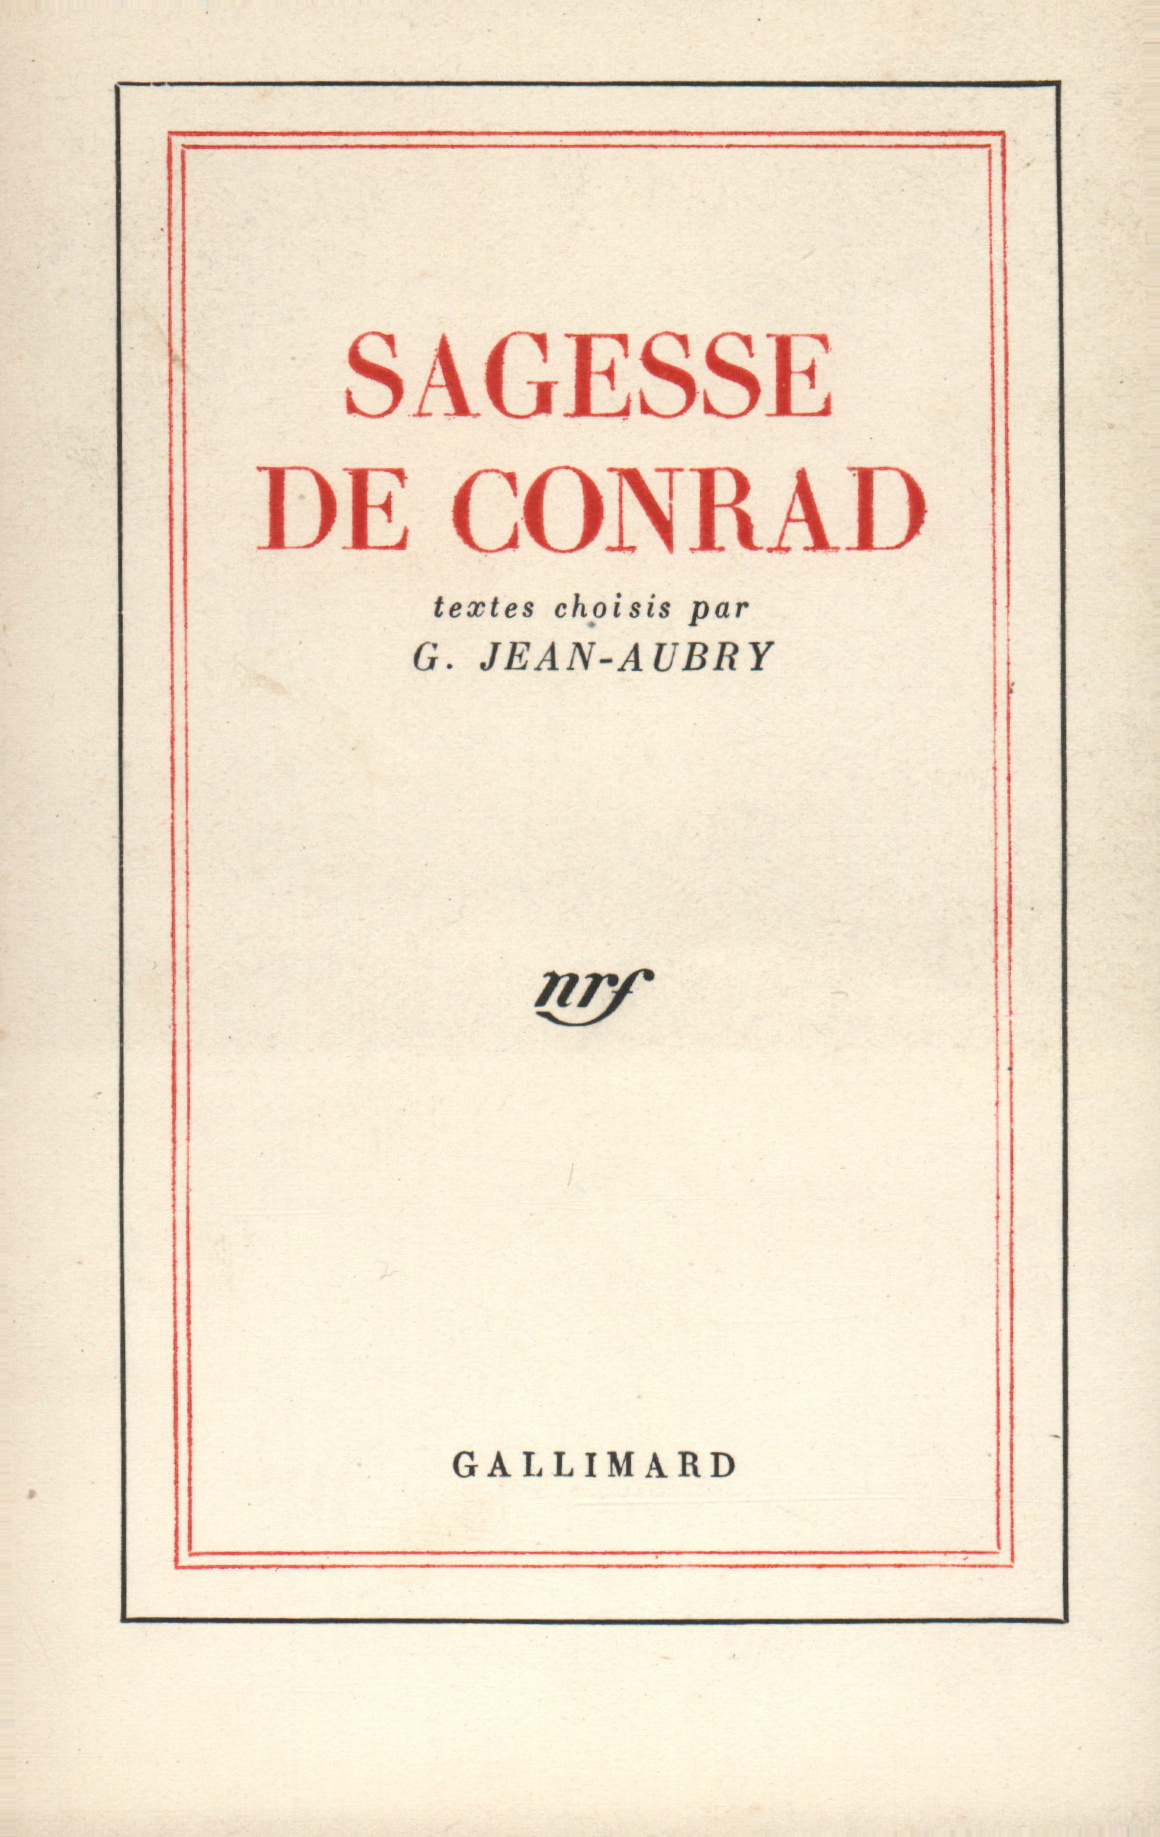 SAGESSE
DE CONRAD
textes choisis par
G. JEAN-AUBRY
nrf
GALLIMARD